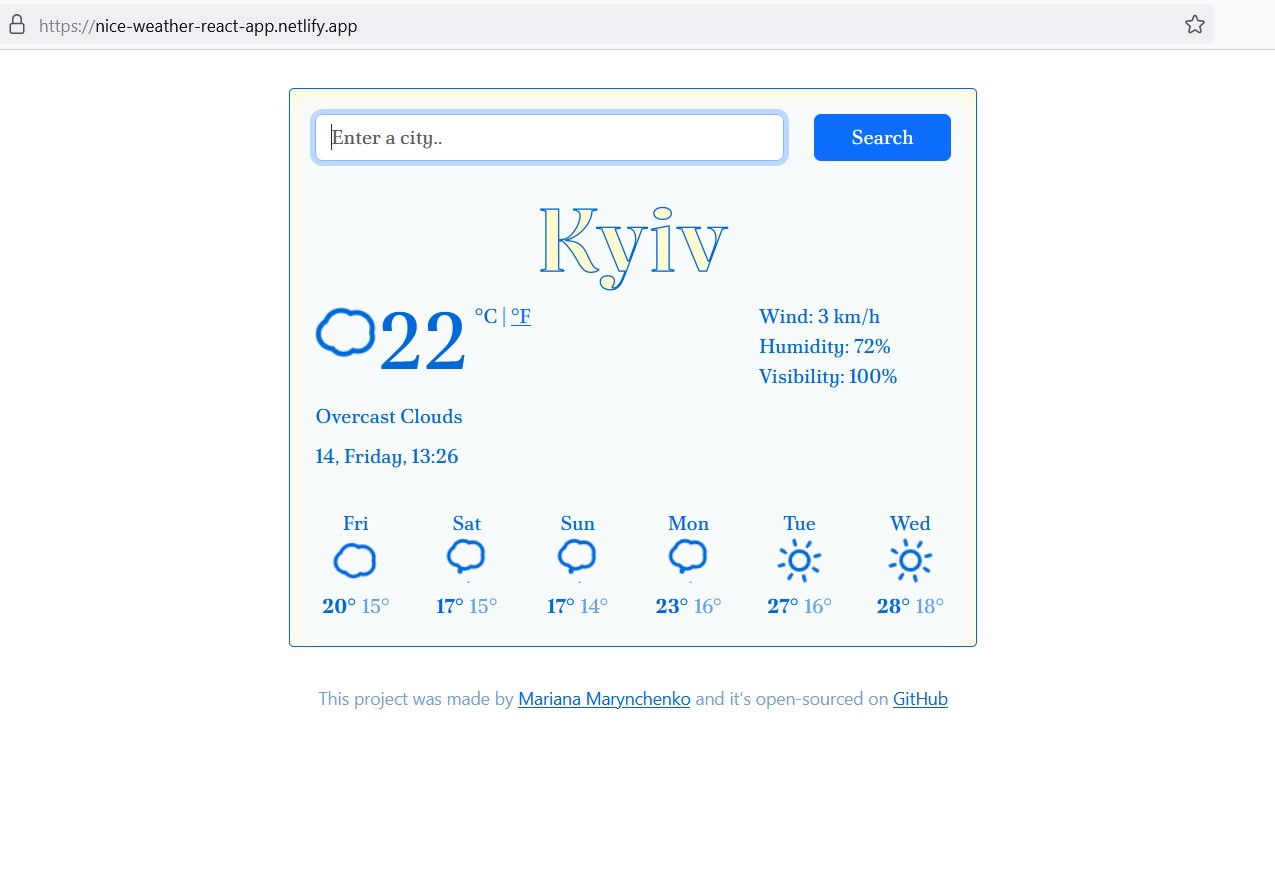 https://nice-weather-react-app.netlify.app
Enter a city..
Search
Kyiv
22 °C | °F
Wind: 3 km/h
Humidity: 72%
Visibility: 100%
Overcast Clouds
14, Friday, 13:26
Fri Sat Sun Mon Tue Wed
20° 15° 17° 15° 17° 14° 23° 16° 27° 16° 28° 18°
This project was made by Mariana Marynchenko and it's open-sourced on GitHub